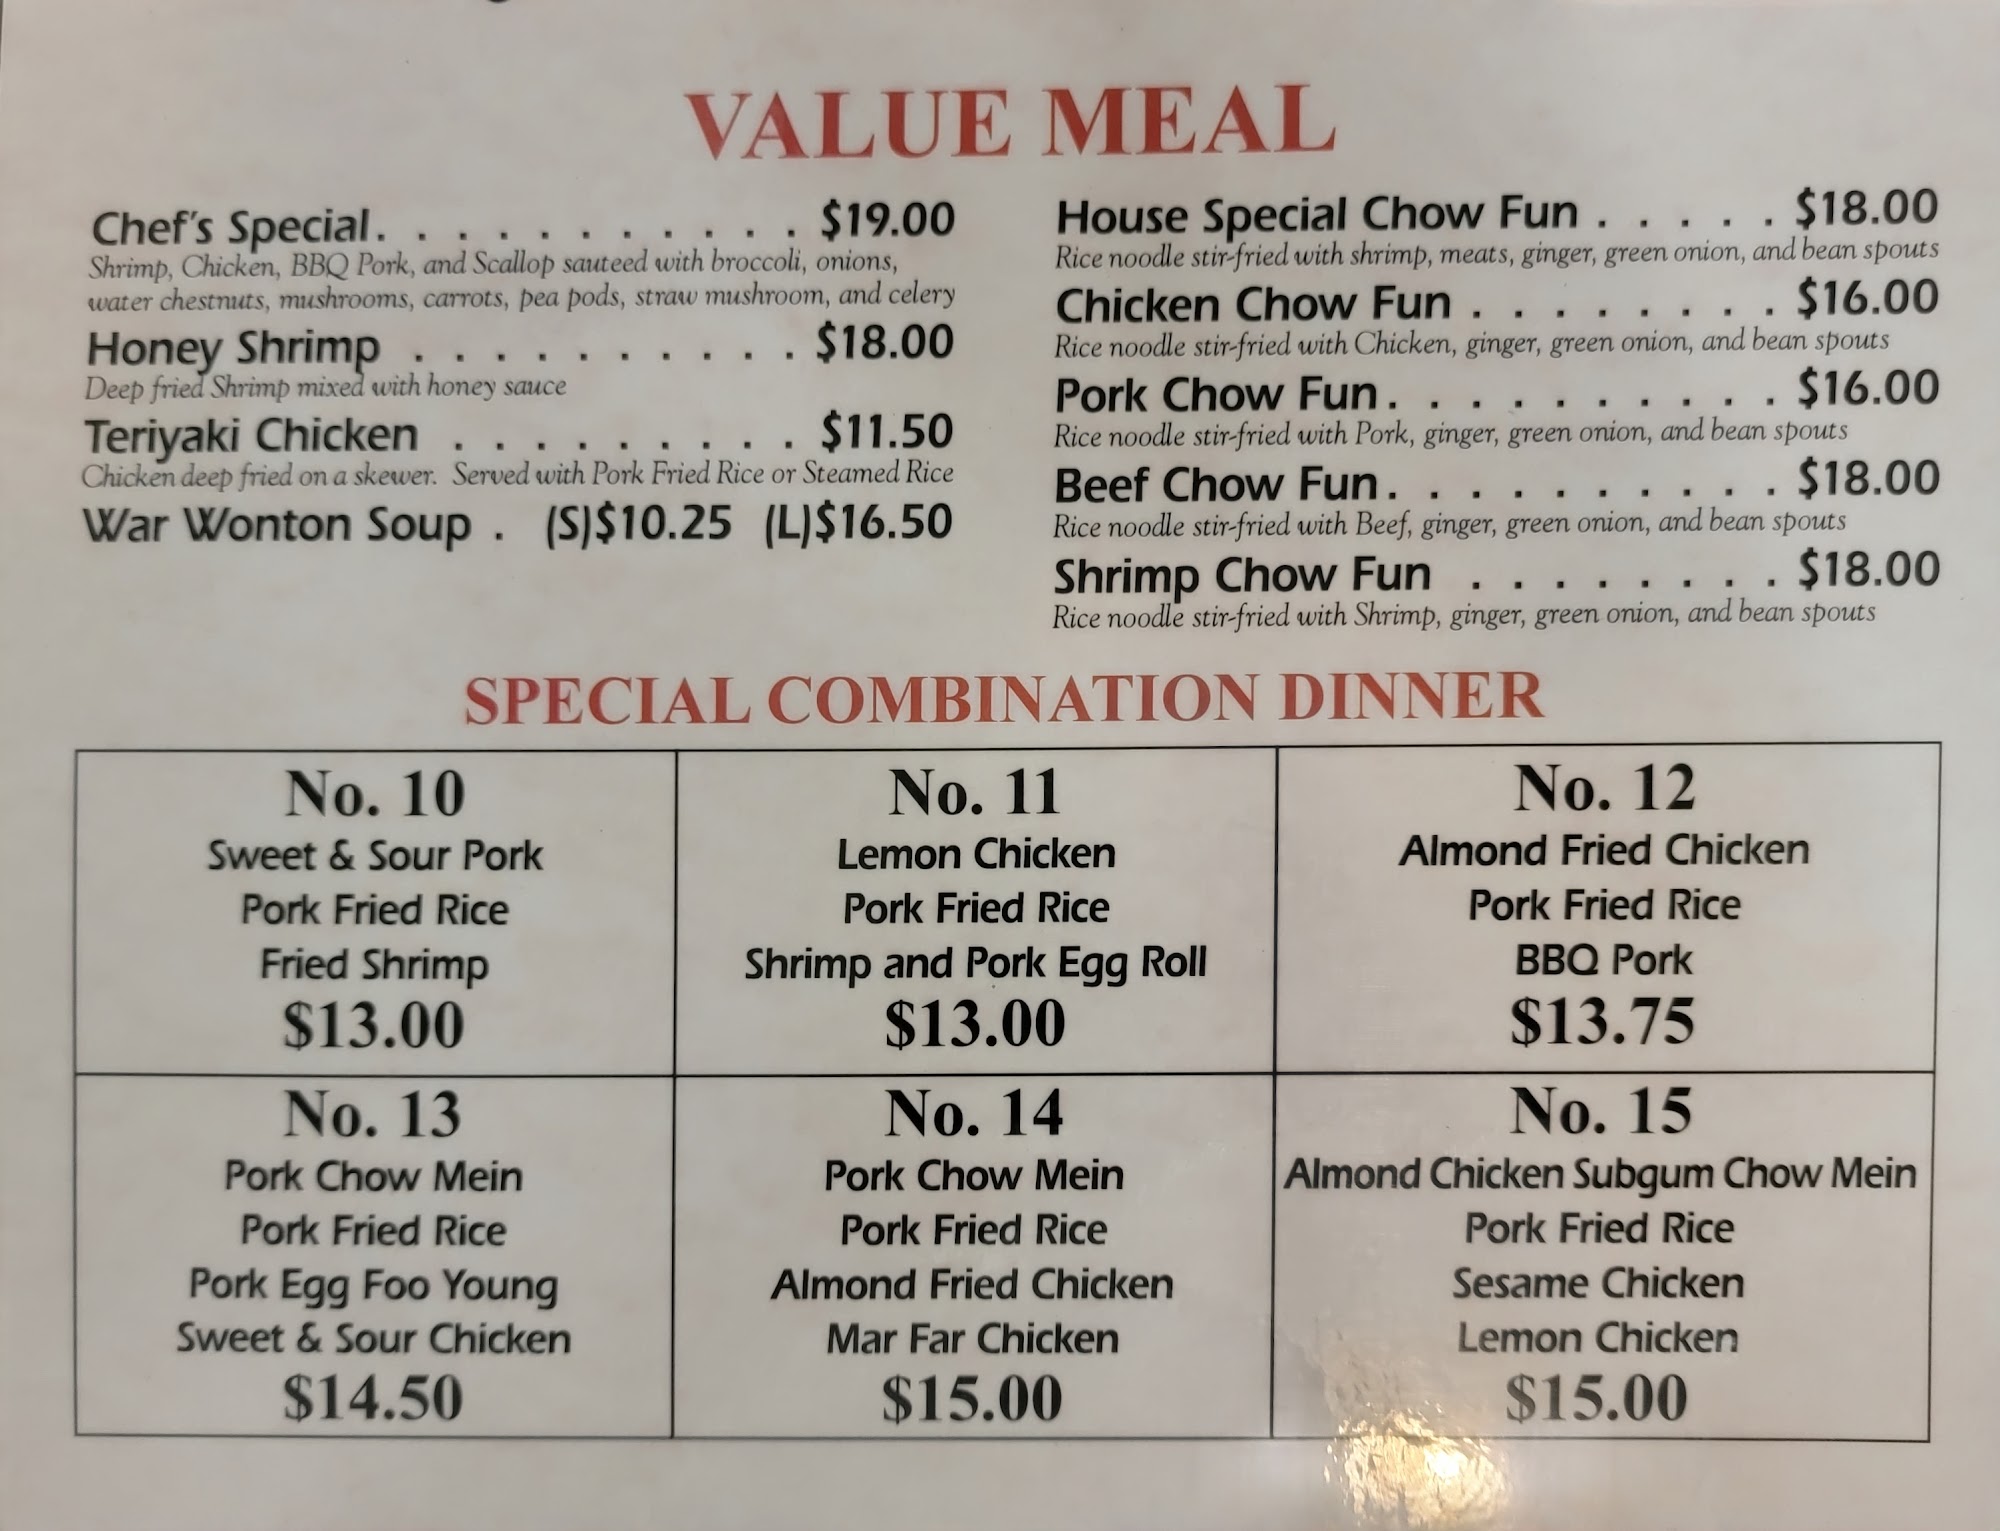 VALUE MEAL
Chef's Special. . . . . . . . . . . . . $19.00
Shrimp, Chicken, BBQ Pork, and Scallop sauteed with broccoli, onions,
water chestnuts, mushrooms, carrots, pea pods, straw mushroom, and celery
Honey Shrimp . . . . . . . . . . $18.00
Deep fried Shrimp mixed with honey sauce
Teriyaki Chicken . . . . . . . . . $11.50
Chicken deep fried on a skewer. Served with Pork Fried Rice or Steamed Rice
War Wonton Soup . (S)$10.25 (L)$16.50
House Special Chow Fun . . . . . $18.00
Rice noodle stir-fried with shrimp, meats, ginger, green onion, and bean spouts
Chicken Chow Fun . . . . . . . . $16.00
Rice noodle stir-fried with Chicken, ginger, green onion, and bean spouts
Pork Chow Fun. . . . . . . . . . $16.00
Rice noodle stir-fried with Pork, ginger, green onion, and bean spouts
Beef Chow Fun. . . . . . . . . . $18.00
Rice noodle stir-fried with Beef, ginger, green onion, and bean spouts
Shrimp Chow Fun . . . . . . . . $18.00
Rice noodle stir-fried with Shrimp, ginger, green onion, and bean spouts
SPECIAL COMBINATION DINNER
No. 10
Sweet & Sour Pork
Pork Fried Rice
Fried Shrimp
$13.00
No. 11
Lemon Chicken
Pork Fried Rice
Shrimp and Pork Egg Roll
$13.00
No. 12
Almond Fried Chicken
Pork Fried Rice
BBQ Pork
$13.75
No. 13
Pork Chow Mein
Pork Fried Rice
Pork Egg Foo Young
Sweet & Sour Chicken
$14.50
No. 14
Pork Chow Mein
Pork Fried Rice
Almond Fried Chicken
Mar Far Chicken
$15.00
No. 15
Almond Chicken Subgum Chow Mein
Pork Fried Rice
Sesame Chicken
Lemon Chicken
$15.00